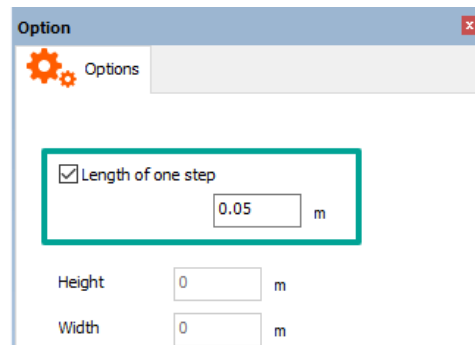 Option
x
Options
Length of one step
0.05 m
Height 0 m
Width 0 m